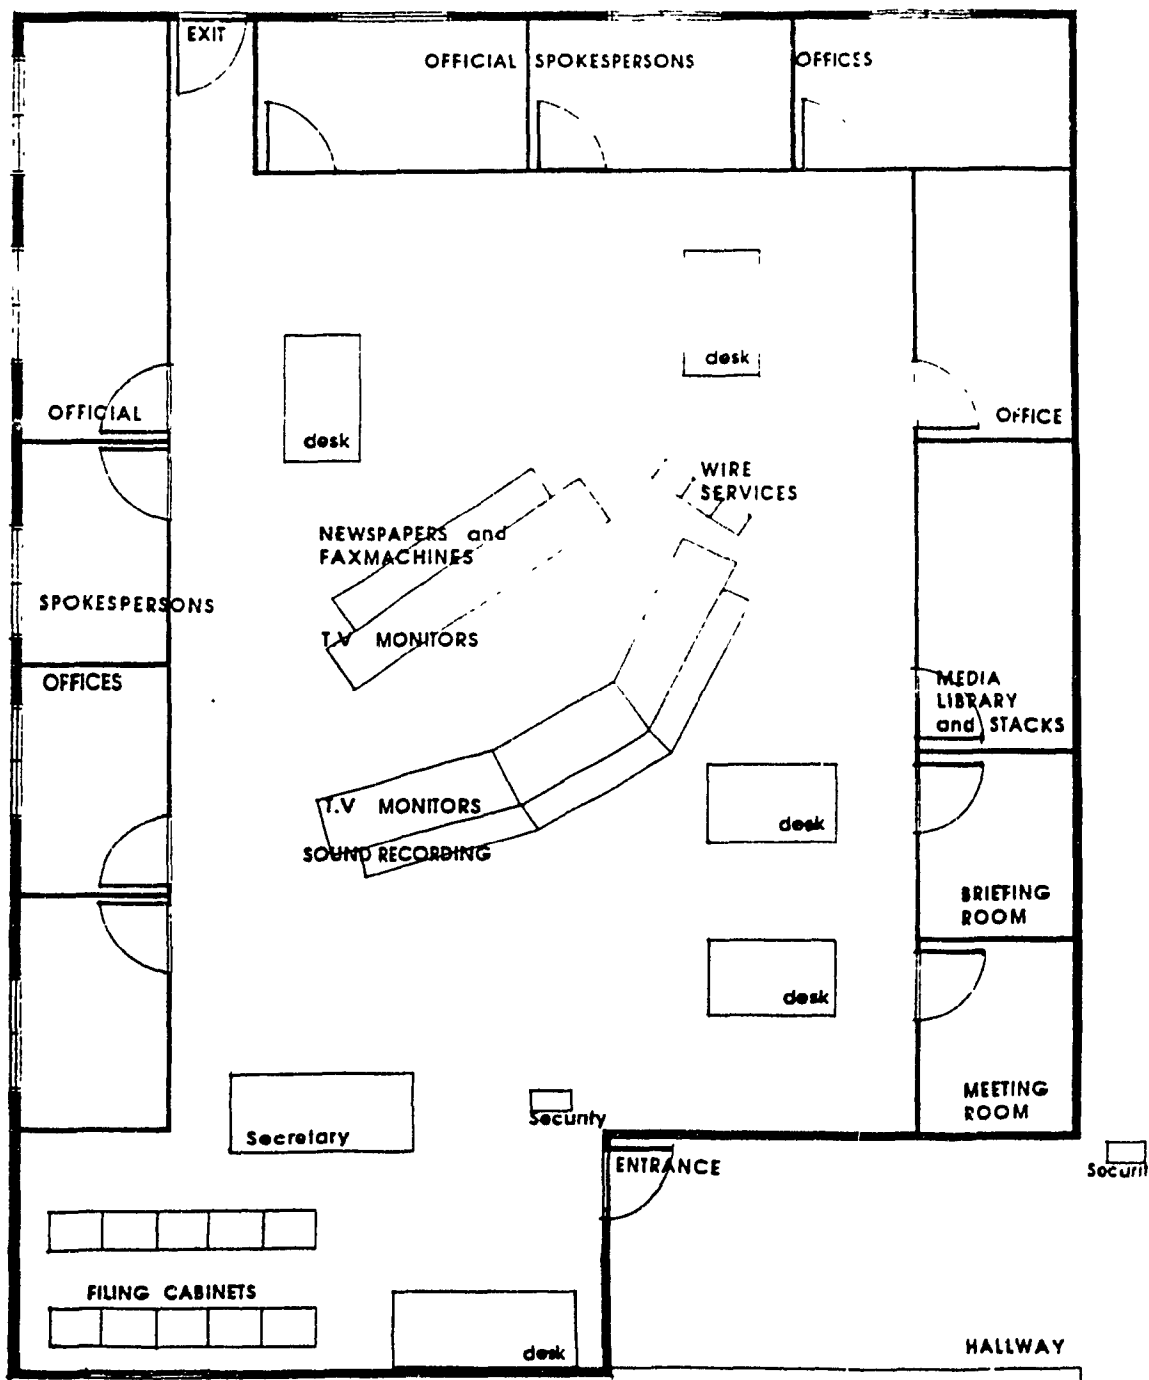 EXIT
OFFICIAL SPOKESPERSONS OFFICES
desk
OFFICIAL
OFFICE
desk
WIRE
SERVICES
NEWSPAPERS and
FAXMACHINES
SPOKESPERSONS
T.V MONITORS
OFFICES
MEDIA
LIBRARY
and STACKS
T.V MONITORS
desk
SOUND RECORDING
BRIEFING
ROOM
desk
MEETING
ROOM
Security
Secretary
ENTRANCE
Securit
FILING CABINETS
HALLWAY
desk